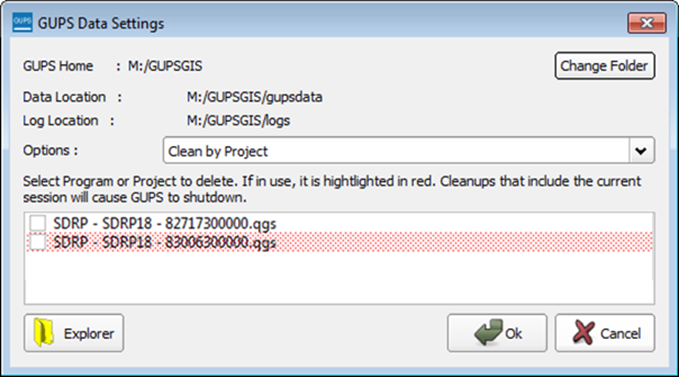 GUPS GUPS Data Settings
GUPS Home : M:/GUPSGIS
Change Folder
Data Location : M:/GUPSGIS/gupsdata
Log Location : M:/GUPSGIS/logs
Options : Clean by Project
Select Program or Project to delete. If in use, it is hightlighted in red. Cleanups that include the current
session will cause GUPS to shutdown.
SDRP - SDRP18 - 82717300000.qgs
SDRP - SDRP18 - 83006300000.qgs
Explorer
Ok
Cancel